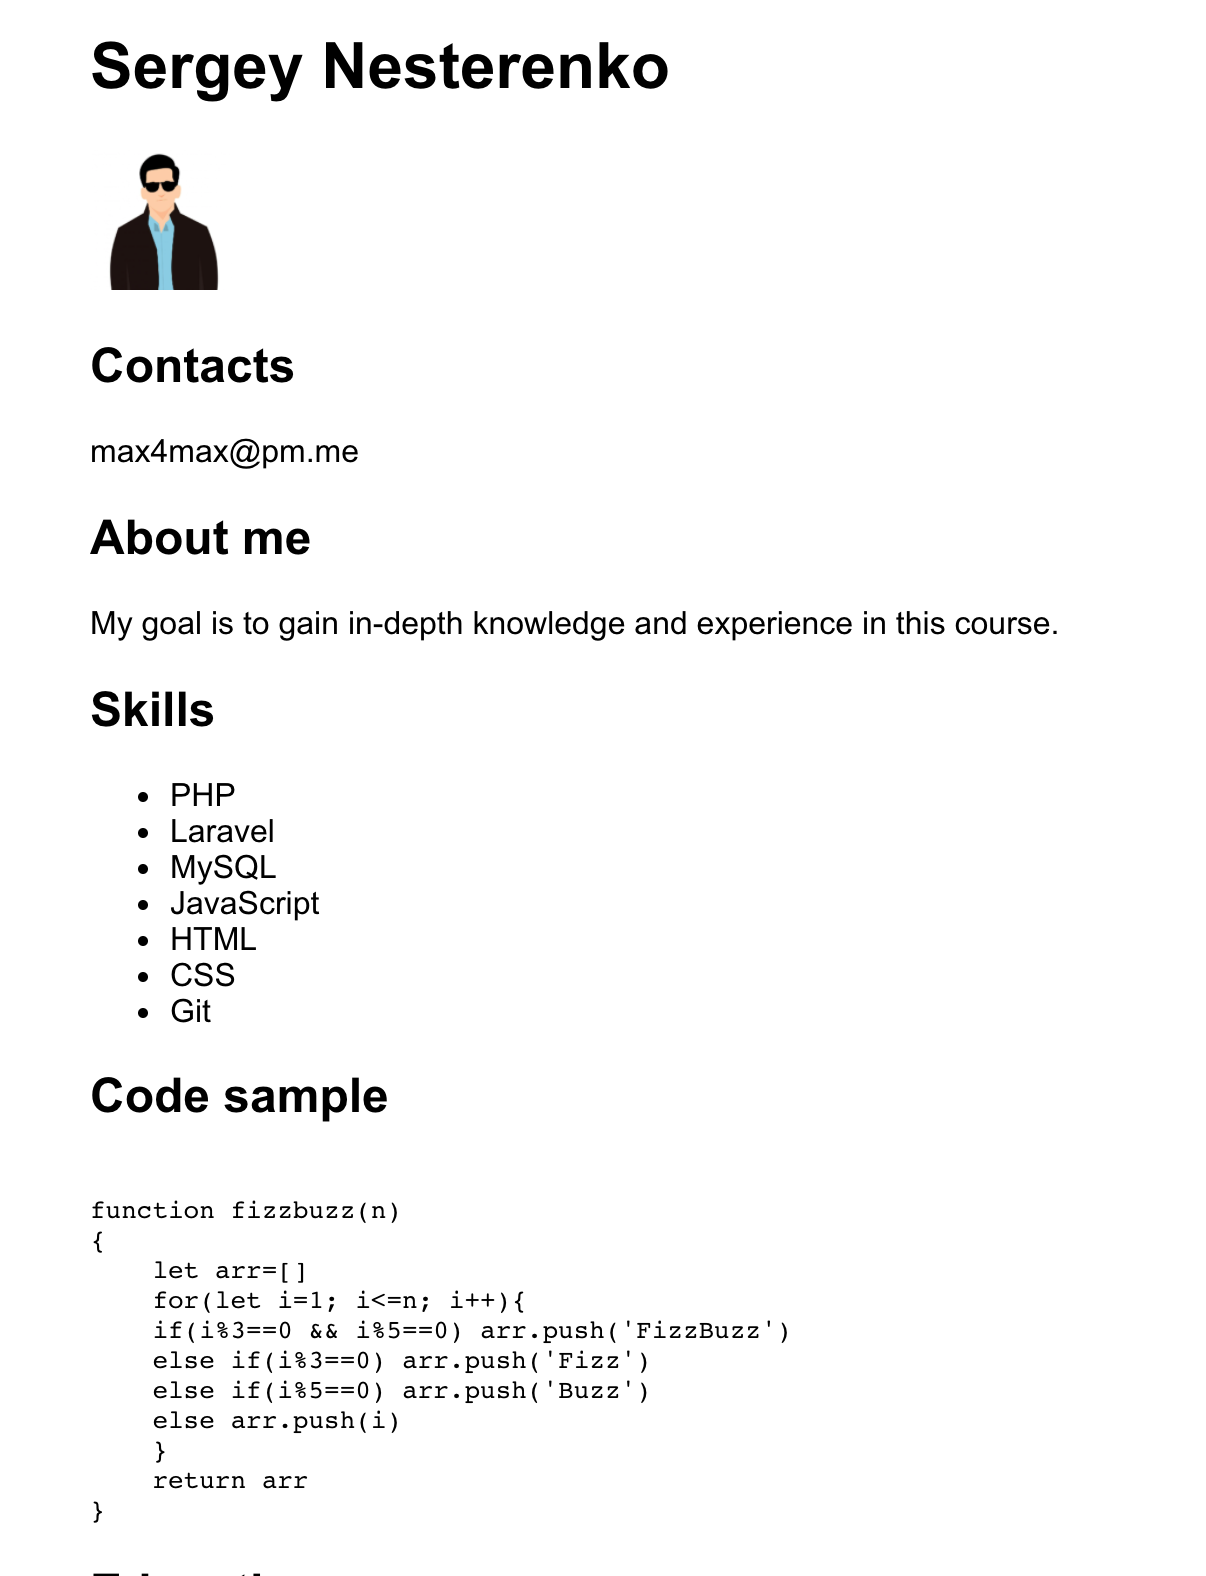 Sergey Nesterenko
Contacts
max4max@pm.me
About me
My goal is to gain in-depth knowledge and experience in this course.
Skills
• PHP
• Laravel
• MySQL
• JavaScript
• HTML
• CSS
• Git
Code sample
function fizzbuzz(n)
{
    let arr=[]
    for(let i=1; i<=n; i++){
    if(i%3==0 && i%5==0) arr.push('FizzBuzz')
    else if(i%3==0) arr.push('Fizz')
    else if(i%5==0) arr.push('Buzz')
    else arr.push(i)
    }
    return arr
}